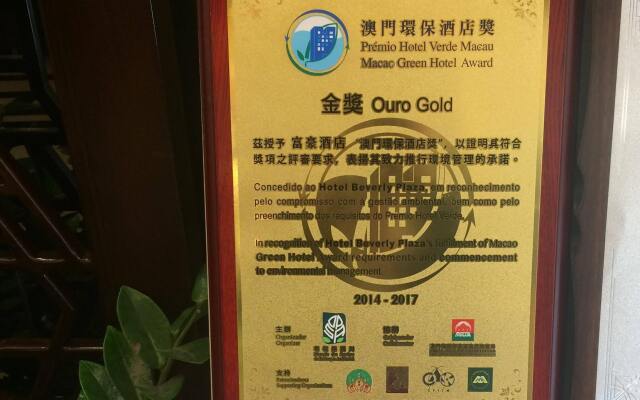 澳門環保酒店獎
Prémio Hotel Verde Macau
Macao Green Hotel Award
金獎 Ouro Gold
茲授予 富豪酒店 “澳門環保酒店獎”，以證明其符合
獎項之評審要求，表揚其致力推行環境管理的承諾。
Concedido ao Hotel Beverly Plaza, em reconhecimento
pelo compromisso com a gestão ambiental, bem como pelo
preenchimento dos requisitos do Prémio Hotel Verde.
In recognition of Hotel Beverly Plaza's fulfilment of Macao
Green Hotel Award requirements and commencement
to environmental management.
2014 - 2017
主辦
Organizador
Organizer
協辦
支持